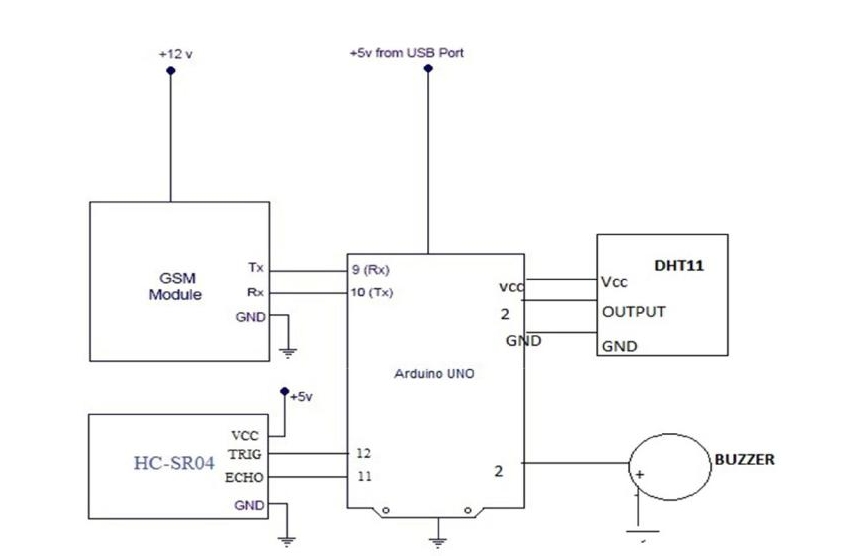 +12 v
+5v from USB Port
GSM
Module
Tx
Rx
GND
9 (Rx)
10 (Tx)
Arduino UNO
vcc
2
GND
DHT11
Vcc
OUTPUT
GND
+5v
HC-SR04
VCC
TRIG
ECHO
GND
12
11
2
+
-
BUZZER